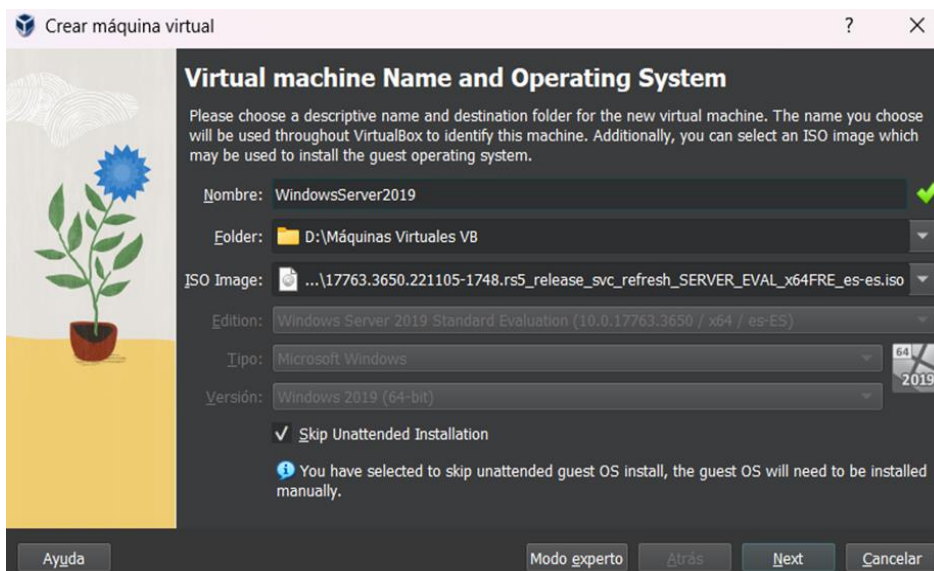 Crear máquina virtual
?
Virtual machine Name and Operating System
Please choose a descriptive name and destination folder for the new virtual machine. The name you choose
will be used throughout VirtualBox to identify this machine. Additionally, you can select an ISO image which
may be used to install the guest operating system.
Nombre: WindowsServer2019
Folder: D:\Máquinas Virtuales VB
ISO Image: ...\17763.3650.221105-1748.rs5_release_svc_refresh_SERVER_EVAL_x64FRE_es-es.iso
Edition: Windows Server 2019 Standard Evaluation (10.0.17763.3650 / x64 / es-ES)
Tipo: Microsoft Windows
64
2019
Versión: Windows 2019 (64-bit)
Skip Unattended Installation
You have selected to skip unattended guest OS install, the guest OS will need to be installed
manually.
Ayuda Modo experto Atrás Next Cancelar